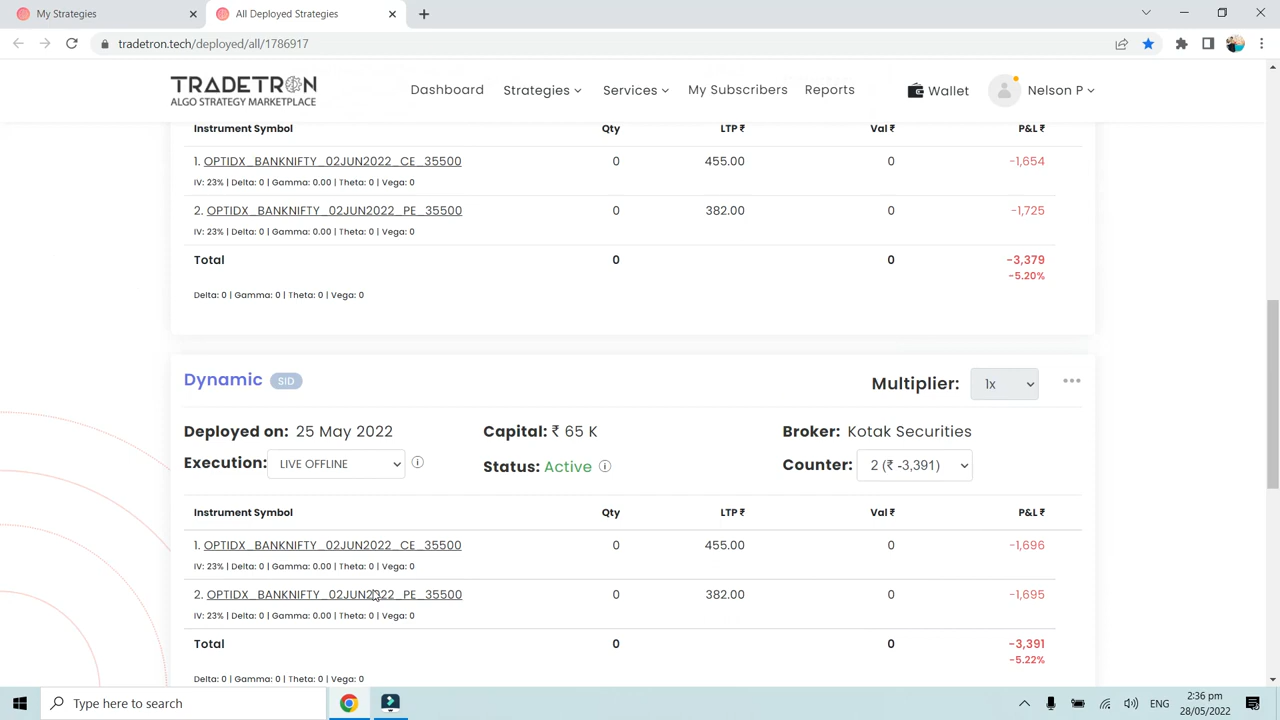 My Strategies
All Deployed Strategies
tradetron.tech/deployed/all/1786917
TRADETRON
ALGO STRATEGY MARKETPLACE
Dashboard Strategies Services My Subscribers Reports Wallet Nelson P
Instrument Symbol Qty LTP ₹ Val ₹ P&L ₹
1. OPTIDX_BANKNIFTY_02JUN2022_CE_35500 0 455.00 0 -1,654
IV: 23% | Delta: 0 | Gamma: 0.00 | Theta: 0 | Vega: 0
2. OPTIDX_BANKNIFTY_02JUN2022_PE_35500 0 382.00 0 -1,725
IV: 23% | Delta: 0 | Gamma: 0.00 | Theta: 0 | Vega: 0
Total 0 0 -3,379
-5.20%
Delta: 0 | Gamma: 0 | Theta: 0 | Vega: 0
Dynamic SID Multiplier: 1x
Deployed on: 25 May 2022 Capital: ₹ 65 K Broker: Kotak Securities
Execution: LIVE OFFLINE Status: Active Counter: 2 (₹ -3,391)
Instrument Symbol Qty LTP ₹ Val ₹ P&L ₹
1. OPTIDX_BANKNIFTY_02JUN2022_CE_35500 0 455.00 0 -1,696
IV: 23% | Delta: 0 | Gamma: 0.00 | Theta: 0 | Vega: 0
2. OPTIDX_BANKNIFTY_02JUN2022_PE_35500 0 382.00 0 -1,695
IV: 23% | Delta: 0 | Gamma: 0.00 | Theta: 0 | Vega: 0
Total 0 0 -3,391
-5.22%
Delta: 0 | Gamma: 0 | Theta: 0 | Vega: 0
Type here to search
ENG
2:36 pm
28/05/2022